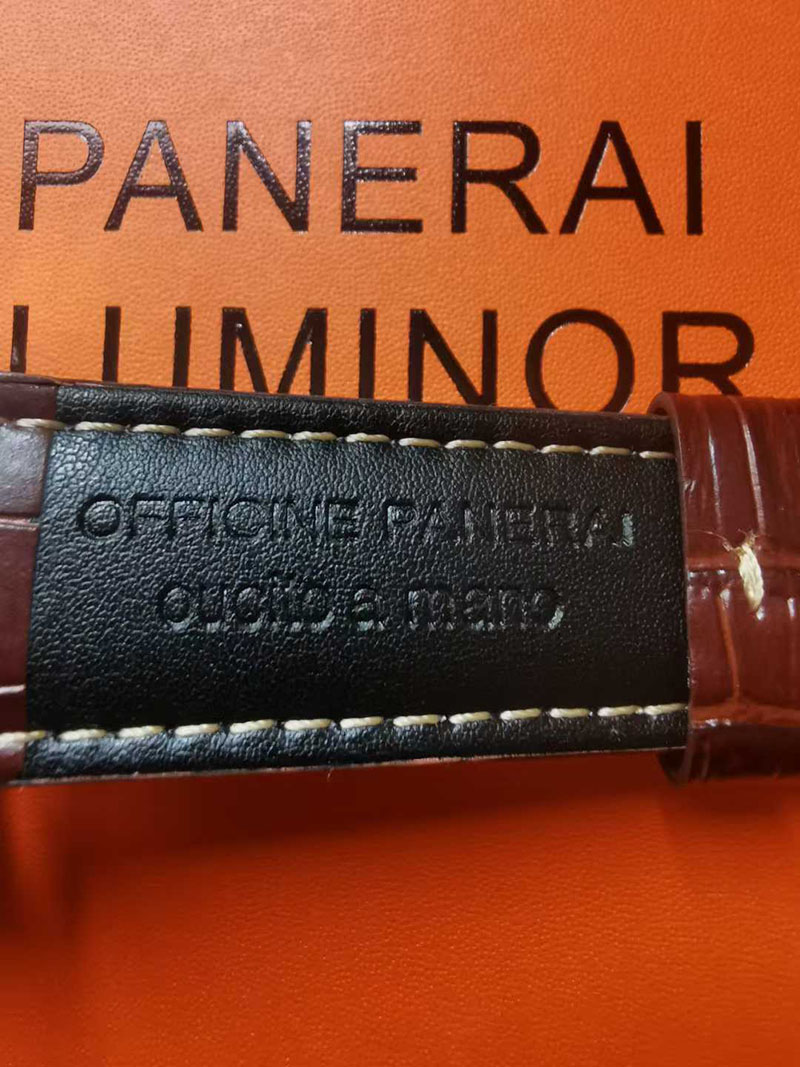 PANERAI
LUMINOR
OFFICINE PANERAI
cucito a mano